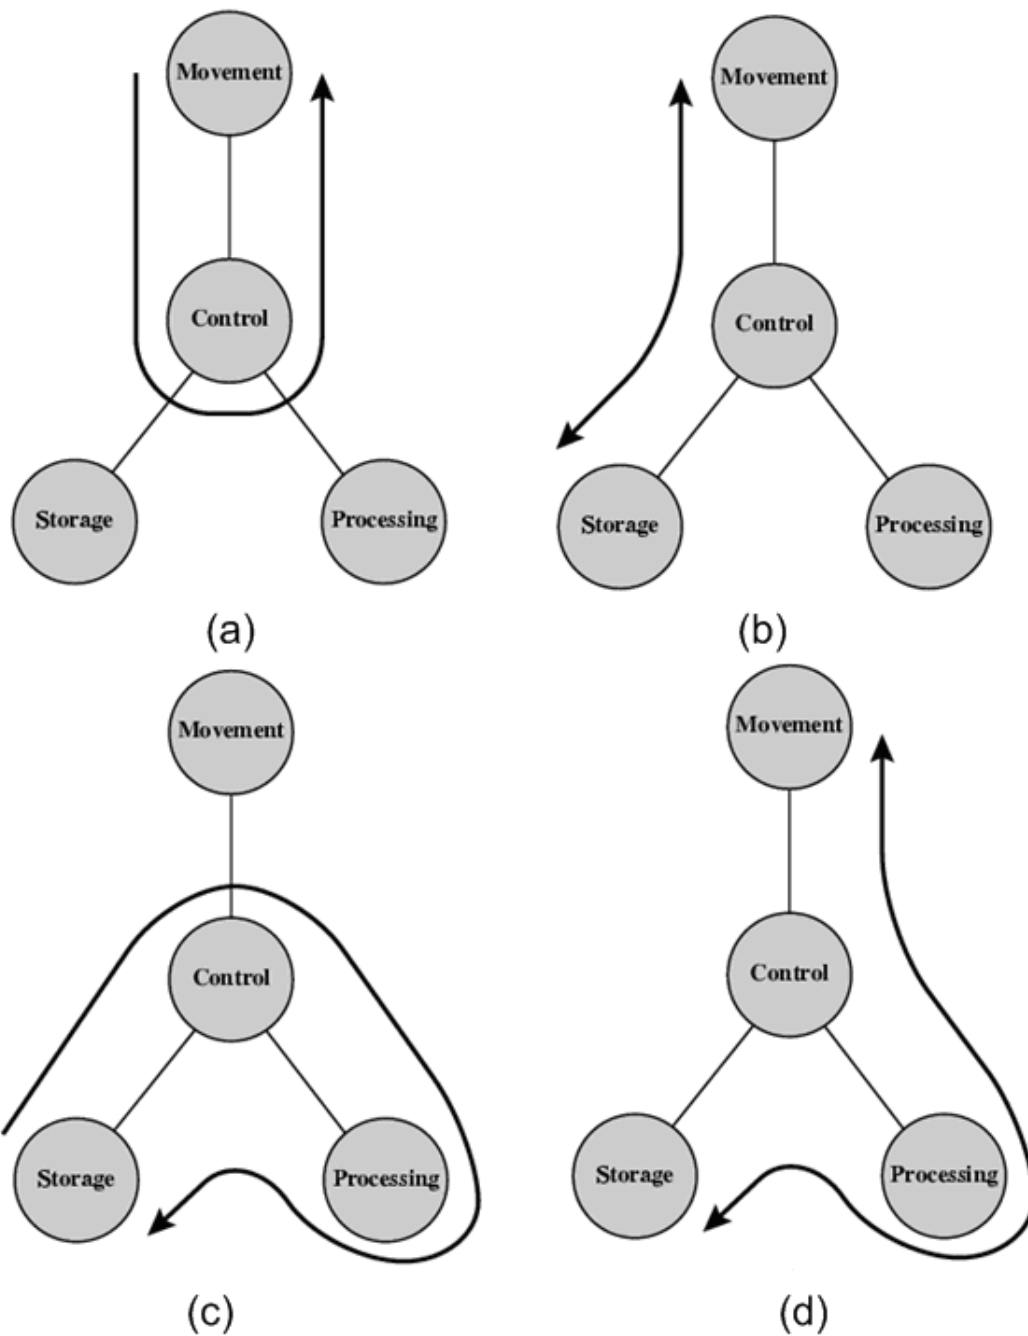 Movement
Movement
Control
Control
Storage
Processing
Storage
Processing
(a)
(b)
Movement
Movement
Control
Control
Storage
Processing
Storage
Processing
(c)
(d)